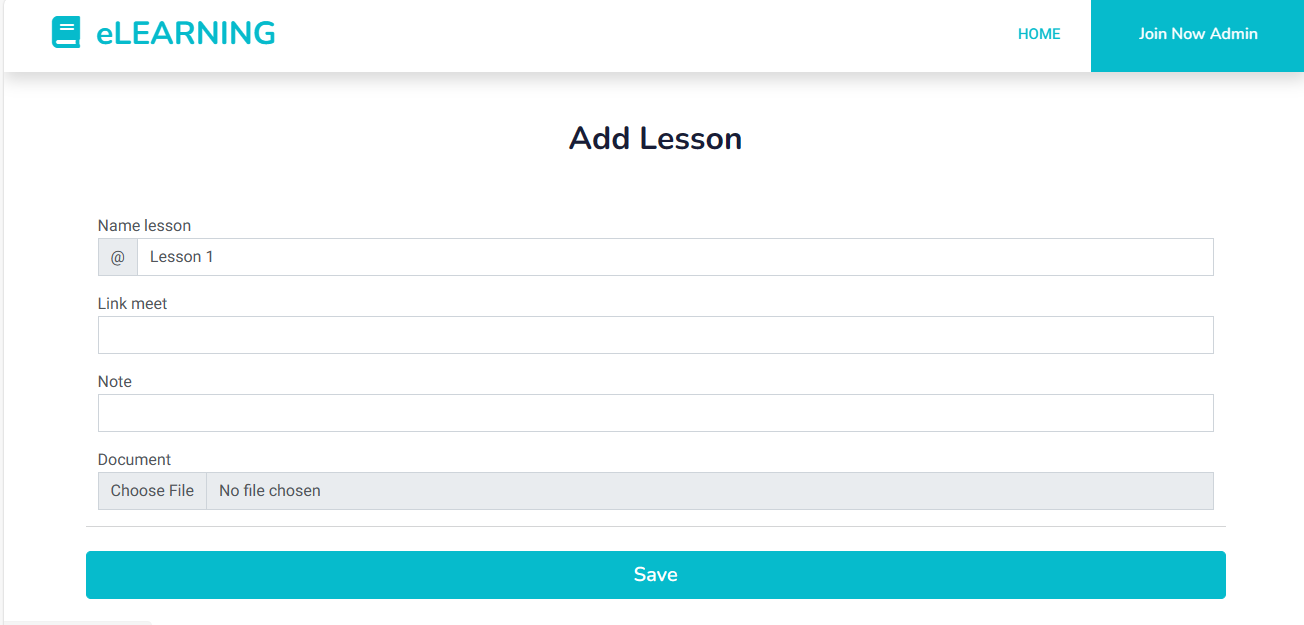 eLEARNING
HOME
Join Now Admin
Add Lesson
Name lesson
@ Lesson 1
Link meet
Note
Document
Choose File No file chosen
Save